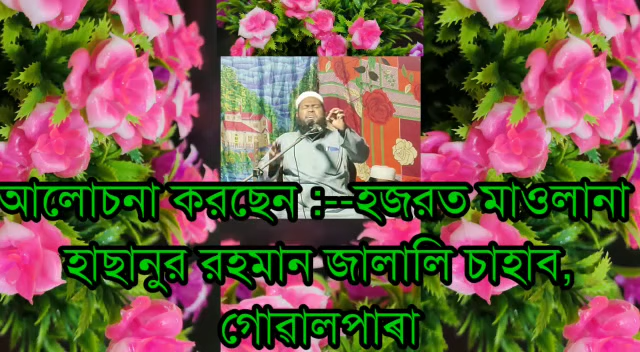 আলোচনা করছেন :--হজরত মাওলানা
হাছানুর রহমান জালালি চাহাব,
গোৱালপাৰা